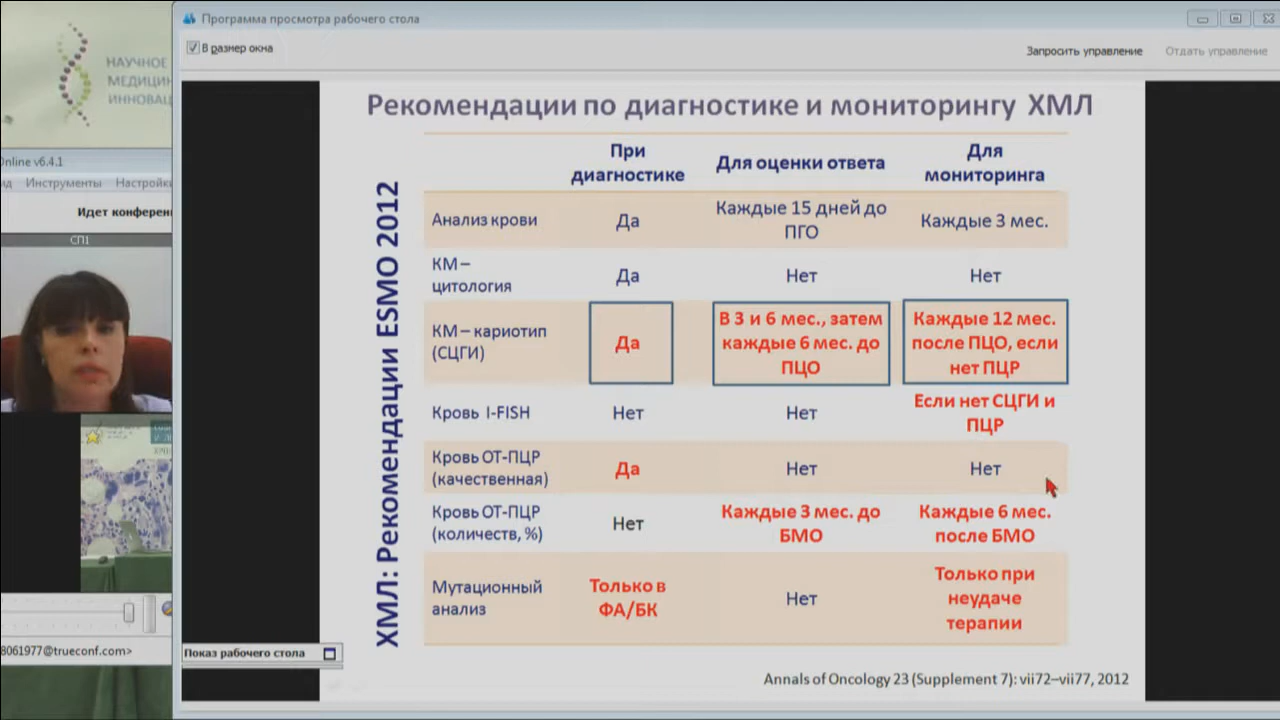 Программа просмотра рабочего стола
В размер окна
Запросить управление
Отдать управление
НАУЧНОЕ
МЕДИЦИН
ИННОВАЦ
Online v6.4.1
Инструменты
Настройки
Идет конферен
СП1
8061977@trueconf.com>
Показ рабочего стола
Рекомендации по диагностике и мониторингу ХМЛ
ХМЛ: Рекомендации ESMO 2012
При
диагностике
Для оценки ответа
Для
мониторинга
Анализ крови
Да
Каждые 15 дней до
ПГО
Каждые 3 мес.
КМ –
цитология
Да
Нет
Нет
КМ – кариотип
(СЦГИ)
Да
В 3 и 6 мес., затем
каждые 6 мес. до
ПЦО
Каждые 12 мес.
после ПЦО, если
нет ПЦР
Кровь I-FISH
Нет
Нет
Если нет СЦГИ и
ПЦР
Кровь ОТ-ПЦР
(качественная)
Да
Нет
Нет
Кровь ОТ-ПЦР
(количеств, %)
Нет
Каждые 3 мес. до
БМО
Каждые 6 мес.
после БМО
Мутационный
анализ
Только в
ФА/БК
Нет
Только при
неудаче
терапии
Annals of Oncology 23 (Supplement 7): vii72–vii77, 2012